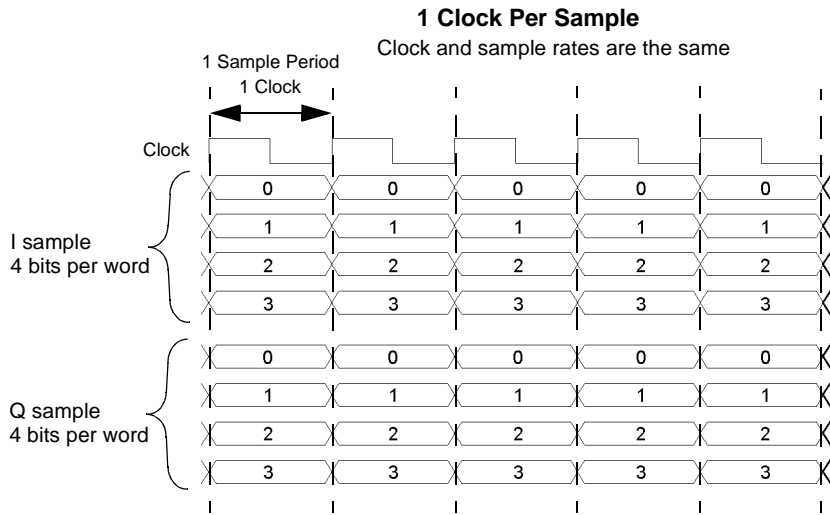 1 Clock Per Sample
Clock and sample rates are the same
1 Sample Period
1 Clock
Clock
0 0 0 0 0
I sample
4 bits per word
1 1 1 1 1
2 2 2 2 2
3 3 3 3 3
Q sample
4 bits per word
0 0 0 0 0
1 1 1 1 1
2 2 2 2 2
3 3 3 3 3